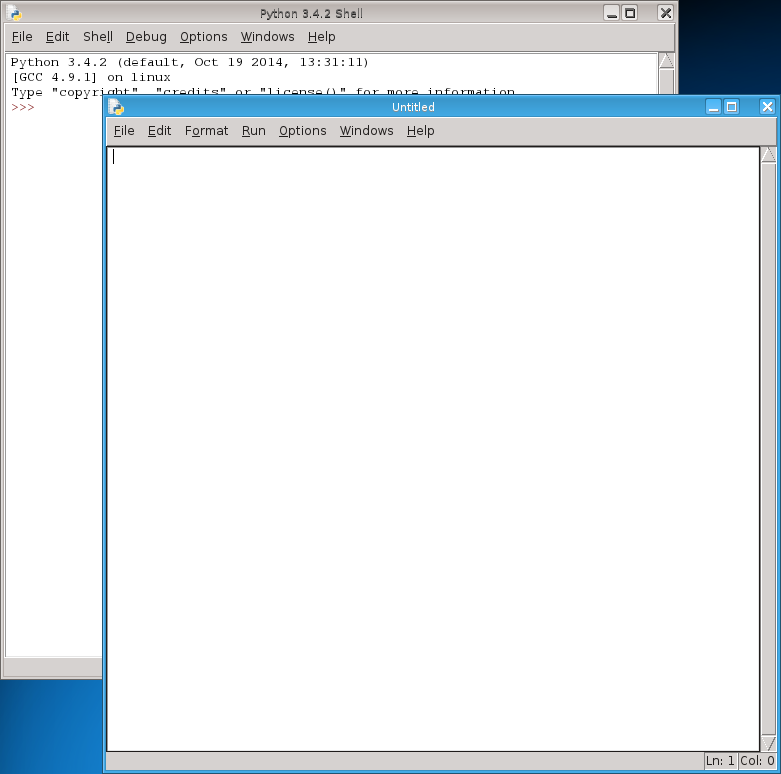 Python 3.4.2 Shell
File Edit Shell Debug Options Windows Help
Python 3.4.2 (default, Oct 19 2014, 13:31:11)
[GCC 4.9.1] on linux
Type "copyright", "credits" or "license()" for more information.
>>>
Untitled
File Edit Format Run Options Windows Help
Ln: 1 Col: 0